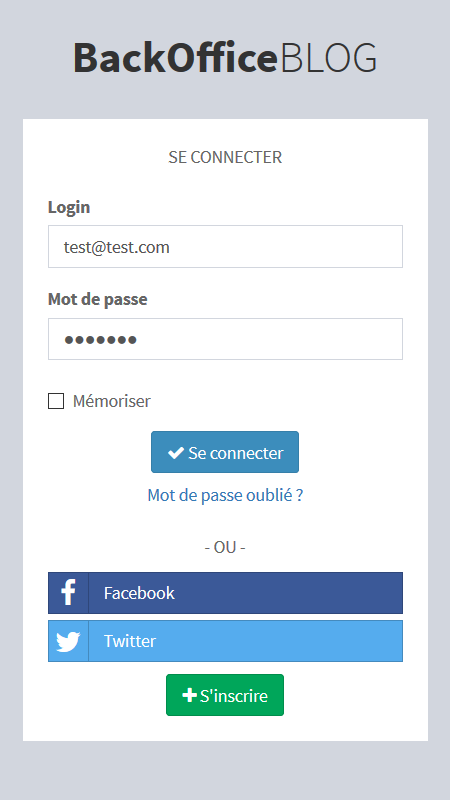 BackOfficeBLOG
SE CONNECTER
Login
test@test.com
Mot de passe
•••••••
Mémoriser
Se connecter
Mot de passe oublié ?
- OU -
Facebook
Twitter
S'inscrire